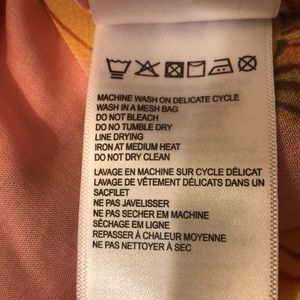 MACHINE WASH ON DELICATE CYCLE
WASH IN A MESH BAG
DO NOT BLEACH
DO NOT TUMBLE DRY
LINE DRYING
IRON AT MEDIUM HEAT
DO NOT DRY CLEAN
LAVAGE EN MACHINE SUR CYCLE DÉLICAT
LAVAGE DE VÊTEMENT DÉLICATS DANS UN
SACFILET
NE PAS JAVELISSER
NE PAS SECHER EM MACHINE
SÉCHAGE EN LIGNE
REPASSER À CHALEUR MOYENNE
NE PAS NETTOYER À SEC